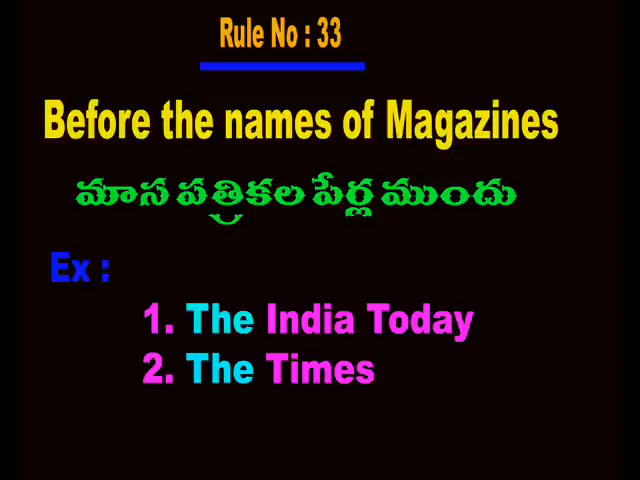 Rule No : 33
Before the names of Magazines
మాస పత్రికల పేర్ల ముందు
Ex :
1. The India Today
2. The Times